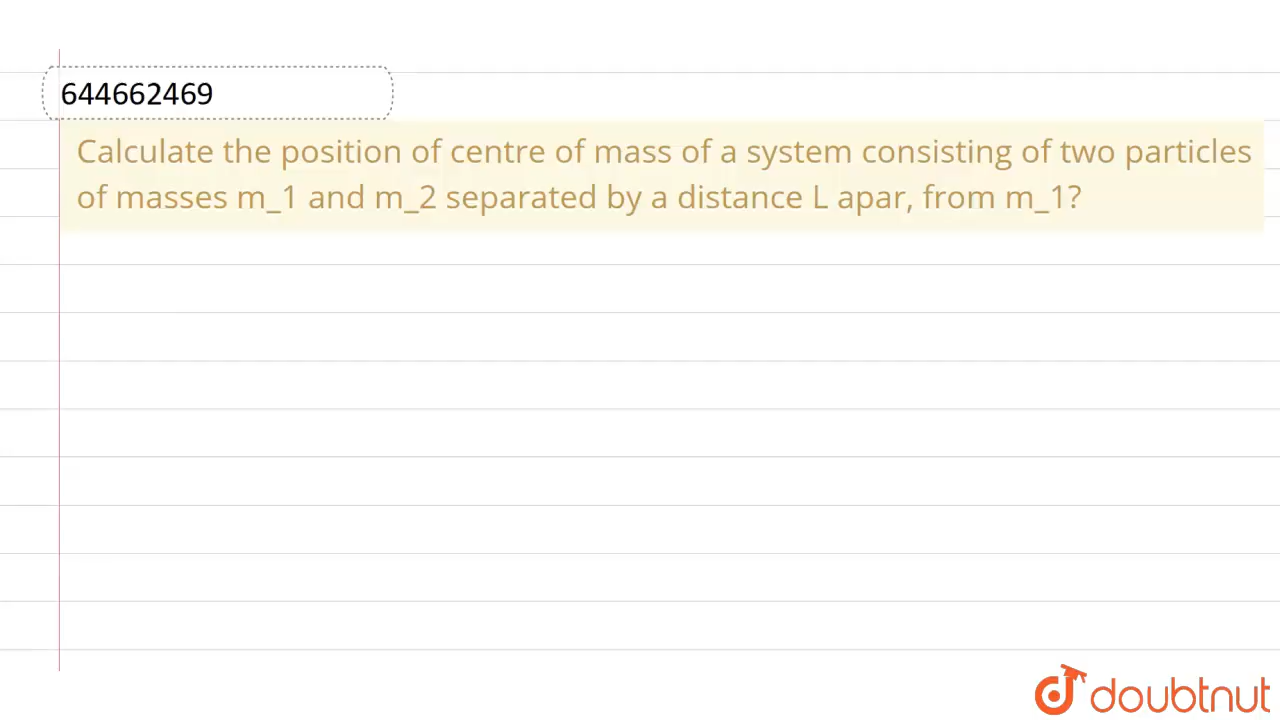 644662469
Calculate the position of centre of mass of a system consisting of two particles
of masses m_1 and m_2 separated by a distance L apar, from m_1?
doubtnut